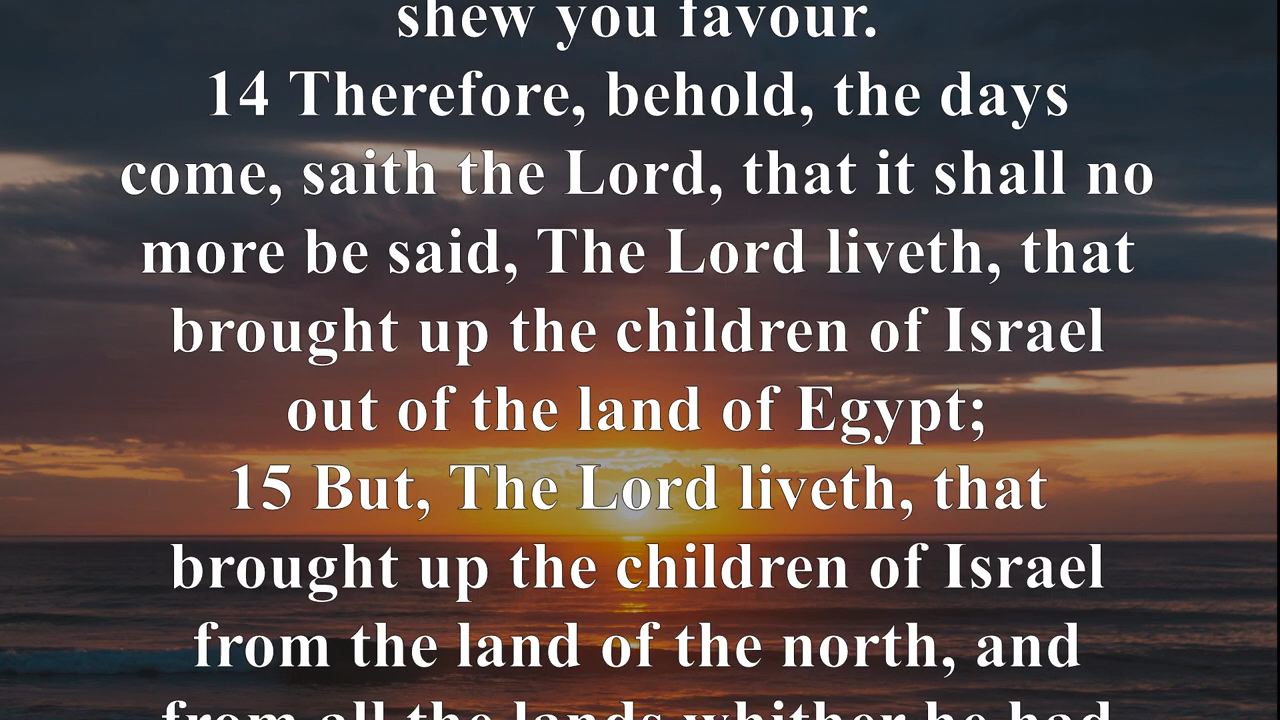 shew you favour.
14 Therefore, behold, the days
come, saith the Lord, that it shall no
more be said, The Lord liveth, that
brought up the children of Israel
out of the land of Egypt;
15 But, The Lord liveth, that
brought up the children of Israel
from the land of the north, and
from all the lands whither he had